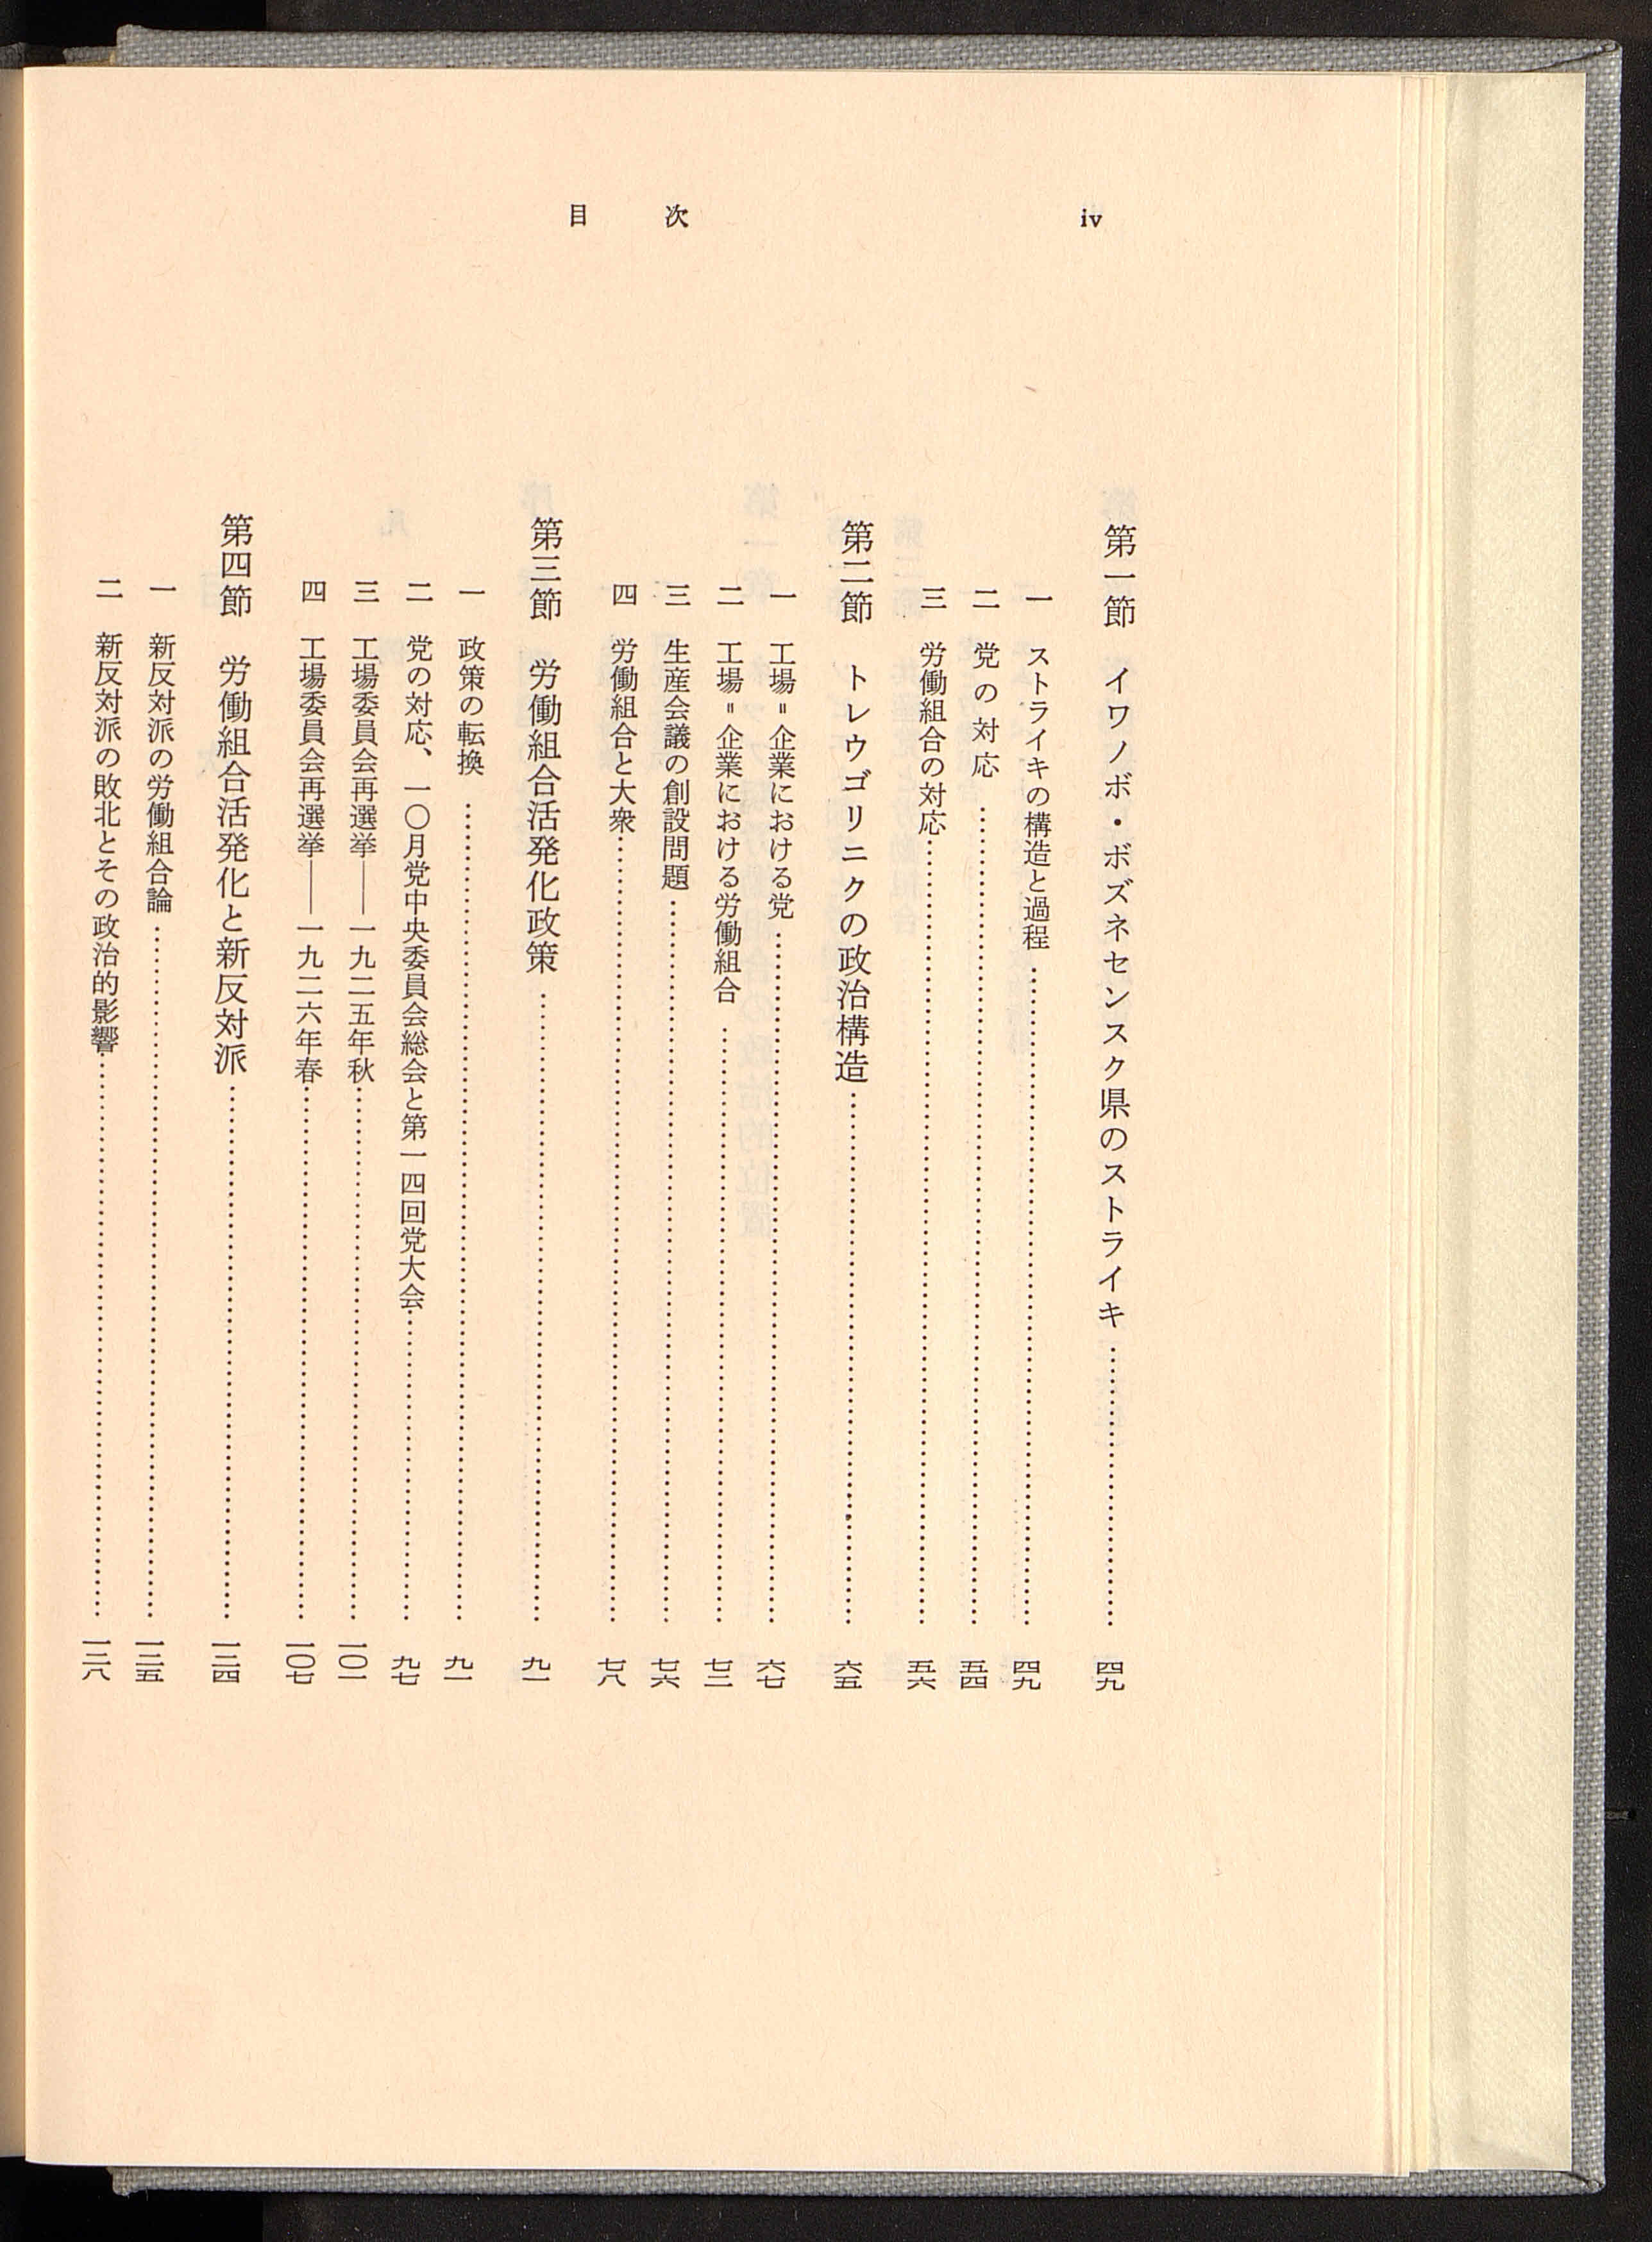 目次
iv
第一節 イワノボ・ボズネセンスク県のストライキ……………四九
一 ストライキの構造と過程……………四九
二 党の対応……………五四
三 労働組合の対応……………五六
第二節 トレウゴリニクの政治構造……………六五
一 工場＝企業における党……………六七
二 工場＝企業における労働組合……………七二
三 生産会議の創設問題……………七六
四 労働組合と大衆……………七八
第三節 労働組合活発化政策……………九一
一 政策の転換……………九一
二 党の対応、一〇月党中央委員会総会と第一四回党大会……………九七
三 工場委員会再選挙――一九二五年秋……………一〇一
四 工場委員会再選挙――一九二六年春……………一〇七
第四節 労働組合活発化と新反対派……………一二四
一 新反対派の労働組合論……………一二五
二 新反対派の敗北とその政治的影響……………一二八